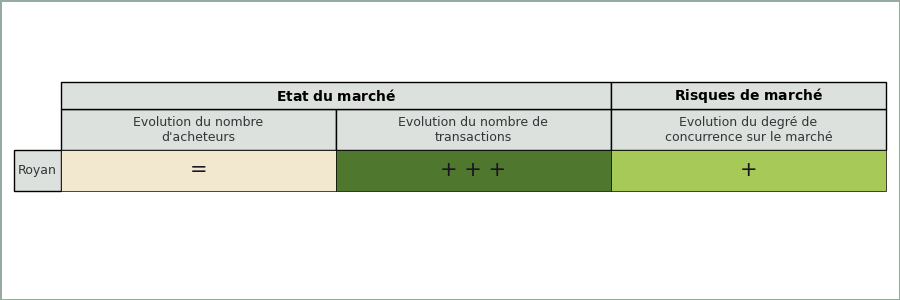 Etat du marché
Risques de marché
Evolution du nombre
d'acheteurs
Evolution du nombre de
transactions
Evolution du degré de
concurrence sur le marché
Royan
=
+ + +
+